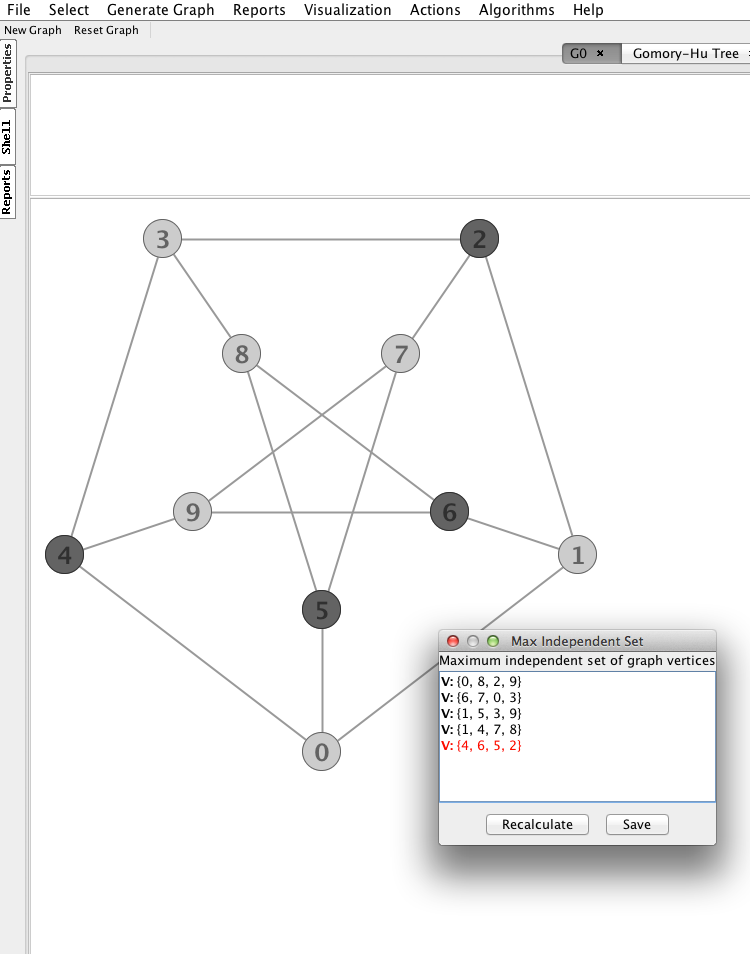 File Select Generate Graph Reports Visualization Actions Algorithms Help
New Graph Reset Graph
G0 × Gomory-Hu Tree
Properties
Shell
Reports
3 2
8 7
9 6
4 1
5
0
Max Independent Set
Maximum independent set of graph vertices
V: {0, 8, 2, 9}
V: {6, 7, 0, 3}
V: {1, 5, 3, 9}
V: {1, 4, 7, 8}
V: {4, 6, 5, 2}
Recalculate Save